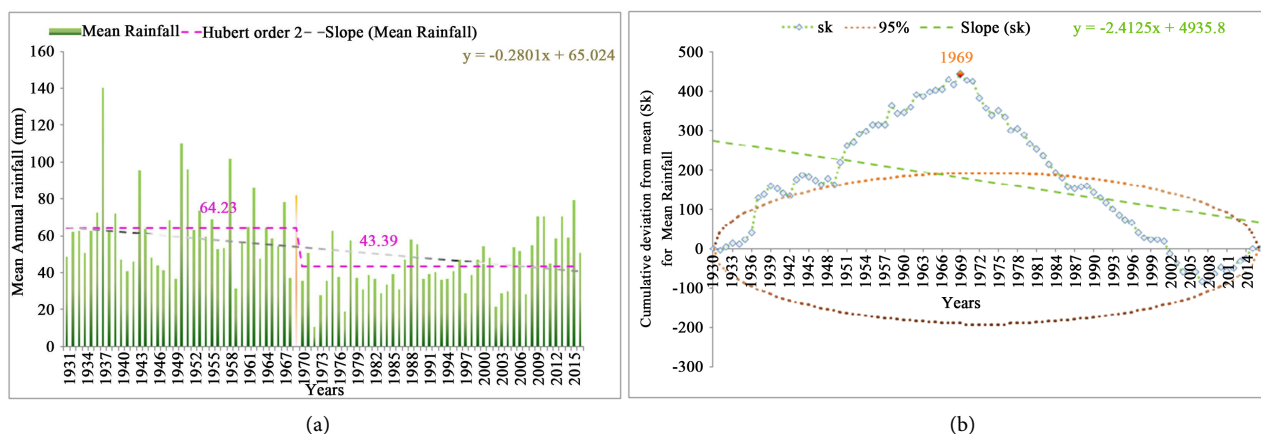 Mean Rainfall Hubert order 2 Slope (Mean Rainfall)
y = -0.2801x + 65.024
160
140
120
100
80
60
40
20
0
Mean Annual rainfall (mm)
64.23
43.39
1931 1934 1937 1940 1943 1946 1949 1952 1955 1958 1961 1964 1967 1970 1973 1976 1979 1982 1985 1988 1991 1994 1997 2000 2003 2006 2009 2012 2015
Years
(a)
sk 95% Slope (sk) y = -2.4125x + 4935.8
500
400
300
200
100
0
-100
-200
-300
Cumulative deviation from mean (Sk)
for Mean Rainfall
1969
1930 1933 1936 1939 1942 1945 1948 1951 1954 1957 1960 1963 1966 1969 1972 1975 1978 1981 1984 1987 1990 1993 1996 1999 2002 2005 2008 2011 2014
Years
(b)